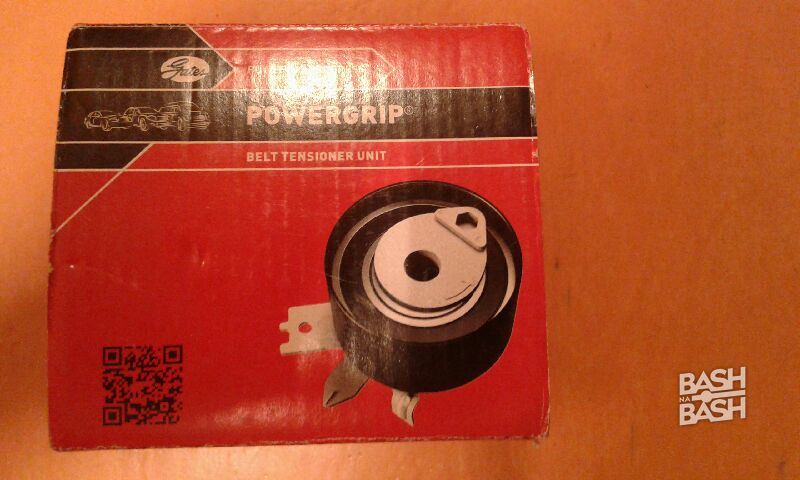 Gates
POWERGRIP®
BELT TENSIONER UNIT
BASH
NA
BASH